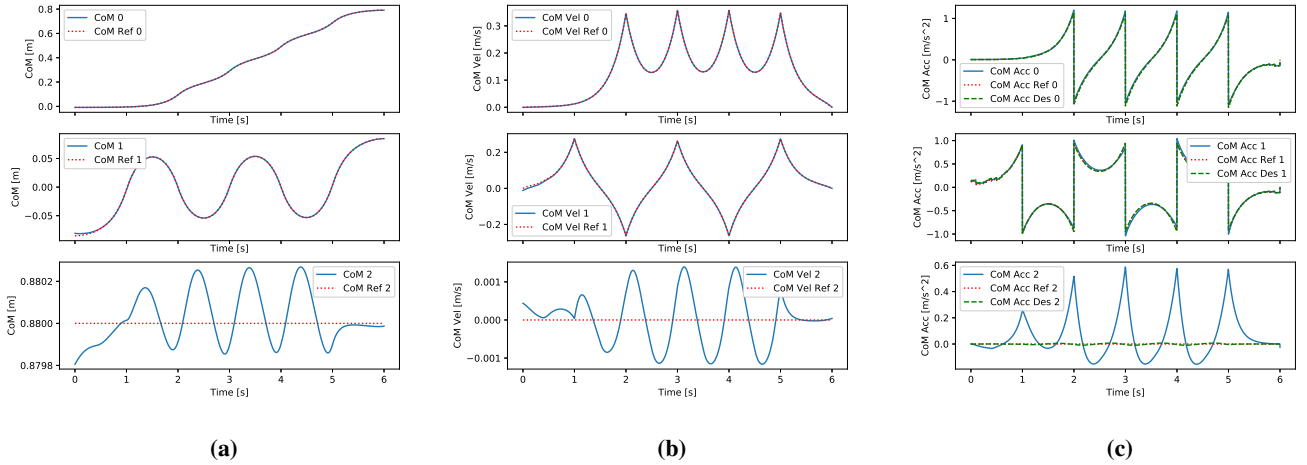 0.8
0.6
0.4
0.2
0.0
CoM [m]
CoM 0
CoM Ref 0
Time [s]
0.05
0.00
−0.05
CoM [m]
CoM 1
CoM Ref 1
Time [s]
0.8802
0.8800
0.8798
CoM [m]
CoM 2
CoM Ref 2
0 1 2 3 4 5 6
Time [s]
(a)
0.3
0.2
0.1
0.0
CoM Vel [m/s]
CoM Vel 0
CoM Vel Ref 0
Time [s]
0.2
0.0
−0.2
CoM Vel [m/s]
CoM Vel 1
CoM Vel Ref 1
Time [s]
0.001
0.000
−0.001
CoM Vel [m/s]
CoM Vel 2
CoM Vel Ref 2
0 1 2 3 4 5 6
Time [s]
(b)
1
0
−1
CoM Acc [m/s^2]
CoM Acc 0
CoM Acc Ref 0
CoM Acc Des 0
Time [s]
1.0
0.5
0.0
−0.5
−1.0
CoM Acc [m/s^2]
CoM Acc 1
CoM Acc Ref 1
CoM Acc Des 1
Time [s]
0.6
0.4
0.2
0.0
CoM Acc [m/s^2]
CoM Acc 2
CoM Acc Ref 2
CoM Acc Des 2
0 1 2 3 4 5 6
Time [s]
(c)